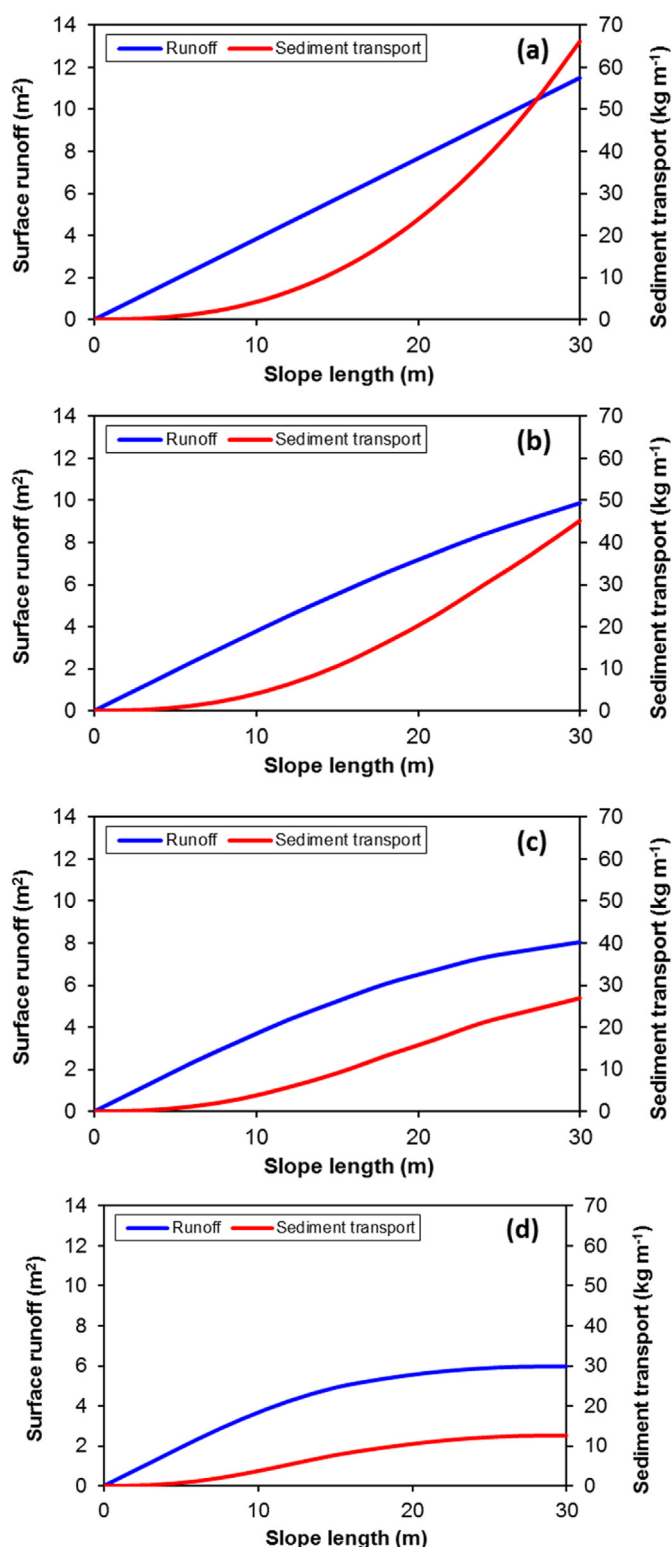 (a)
Runoff Sediment transport
Surface runoff (m²)
14
12
10
8
6
4
2
0
Sediment transport (kg m⁻¹)
70
60
50
40
30
20
10
0
0 10 20 30
Slope length (m)
(b)
Runoff Sediment transport
Surface runoff (m²)
14
12
10
8
6
4
2
0
Sediment transport (kg m⁻¹)
70
60
50
40
30
20
10
0
0 10 20 30
Slope length (m)
(c)
Runoff Sediment transport
Surface runoff (m²)
14
12
10
8
6
4
2
0
Sediment transport (kg m⁻¹)
70
60
50
40
30
20
10
0
0 10 20 30
Slope length (m)
(d)
Runoff Sediment transport
Surface runoff (m²)
14
12
10
8
6
4
2
0
Sediment transport (kg m⁻¹)
70
60
50
40
30
20
10
0
0 10 20 30
Slope length (m)